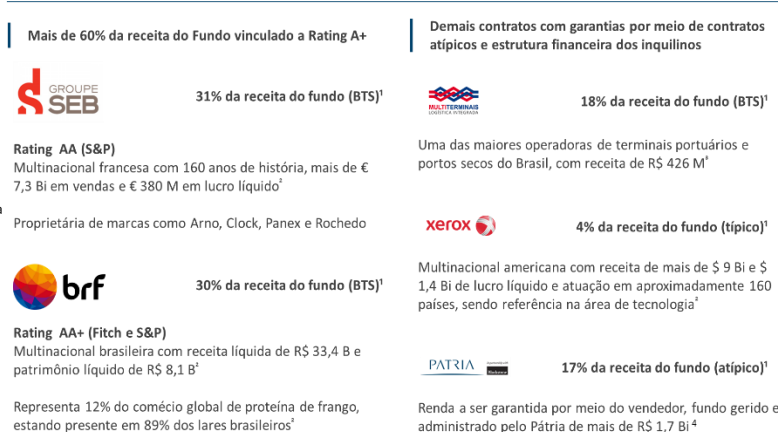 Mais de 60% da receita do Fundo vinculado a Rating A+
GROUPE
SEB
31% da receita do fundo (BTS)¹
Rating AA (S&P)
Multinacional francesa com 160 anos de história, mais de €
7,3 Bi em vendas e € 380 M em lucro líquido²
Proprietária de marcas como Arno, Clock, Panex e Rochedo
brf
30% da receita do fundo (BTS)¹
Rating AA+ (Fitch e S&P)
Multinacional brasileira com receita líquida de R$ 33,4 B e
patrimônio líquido de R$ 8,1 B²
Representa 12% do comécio global de proteína de frango,
estando presente em 89% dos lares brasileiros²
Demais contratos com garantias por meio de contratos
atípicos e estrutura financeira dos inquilinos
MULTITERMINAIS
LOGÍSTICA INTEGRADA
18% da receita do fundo (BTS)¹
Uma das maiores operadoras de terminais portuários e
portos secos do Brasil, com receita de R$ 426 M²
xerox
4% da receita do fundo (típico)¹
Multinacional americana com receita de mais de $ 9 Bi e $
1,4 Bi de lucro líquido e atuação em aproximadamente 160
países, sendo referência na área de tecnologia²
PATRIA
17% da receita do fundo (atípico)¹
Renda a ser garantida por meio do vendedor, fundo gerido e
administrado pelo Pátria de mais de R$ 1,7 Bi ⁴